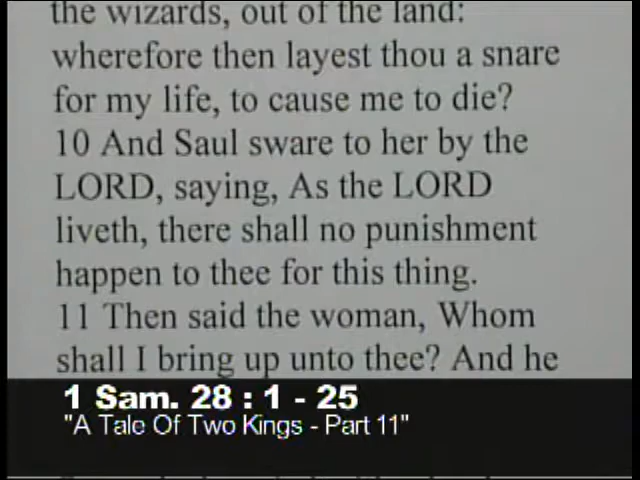 the wizards, out of the land:
wherefore then layest thou a snare
for my life, to cause me to die?
10 And Saul sware to her by the
LORD, saying, As the LORD
liveth, there shall no punishment
happen to thee for this thing.
11 Then said the woman, Whom
shall I bring up unto thee? And he
1 Sam. 28 : 1 - 25
"A Tale Of Two Kings - Part 11"